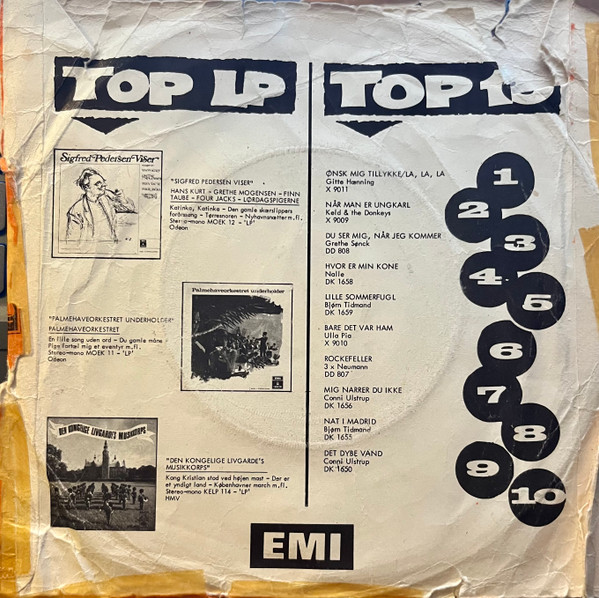 TOP LP
Sigfred Pedersen Viser
"SIGFRED PEDERSEN VISER"
HANS KURT - GRETHE MOGENSEN - FINN
TAUBE - FOUR JACKS - LØRDAGSPIGERNE
Katinka, Katinka - Den gamle skærslippers
forårssang - Tørresnoren - Nyhavnsnætter m.fl.
Stereo-mono MOEK 12 - "LP"
Odeon
Palmehaveorkestret underholder
"PALMEHAVEORKESTRET UNDERHOLDER"
PALMEHAVEORKESTRET
En lille sang uden ord - Du gamle måne -
Pige fortæl mig et eventyr m.fl.
Stereo-mono MOEK 11 - "LP"
Odeon
DEN KONGELIGE LIVGARDES MUSIKKORPS
"DEN KONGELIGE LIVGARDE'S
MUSIKKORPS"
Kong Kristian stod ved højen mast - Der er
et yndigt land - Københavner march m.fl.
Stereo-mono KELP 114 - "LP"
HMV
TOP 10
ØNSK MIG TILLYKKE/LA, LA, LA
Gitte Hænning
X 9011
NÅR MAN ER UNGKARL
Keld & the Donkeys
X 9009
DU SER MIG, NÅR JEG KOMMER
Grethe Sønck
DD 808
HVOR ER MIN KONE
Nalle
DK 1658
LILLE SOMMERFUGL
Bjørn Tidmand
DK 1659
BARE DET VAR HAM
Ulla Pia
X 9010
ROCKEFELLER
3 x Neumann
DD 807
MIG NARRER DU IKKE
Conni Ulstrup
DK 1656
NAT I MADRID
Bjørn Tidmand
DK 1655
DET DYBE VAND
Conni Ulstrup
DK 1650
1
2
3
4
5
6
7
8
9
10
EMI